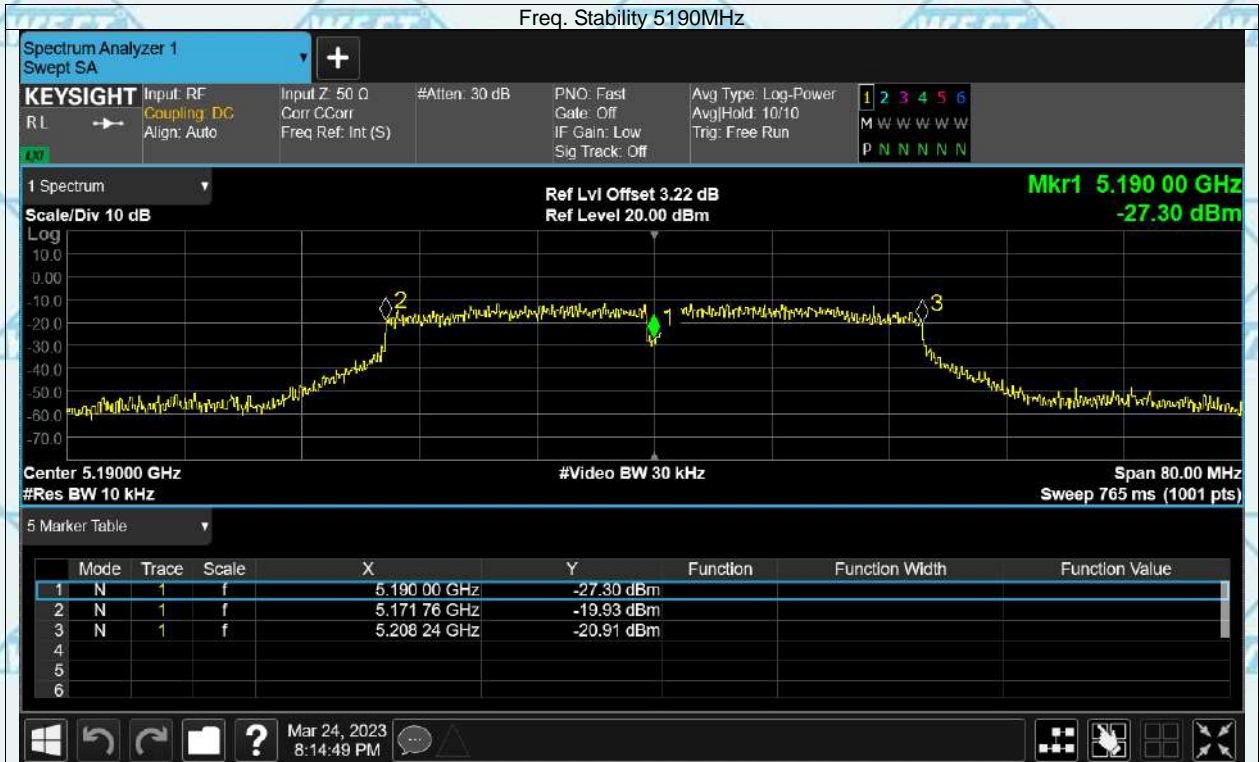 Freq. Stability 5190MHz
Spectrum Analyzer 1
Swept SA
+
KEYSIGHT
RL
LXI
Input: RF
Coupling: DC
Align: Auto
Input Z: 50 Ω
Corr CCorr
Freq Ref: Int (S)
#Atten: 30 dB
PNO: Fast
Gate: Off
IF Gain: Low
Sig Track: Off
Avg Type: Log-Power
Avg|Hold: 10/10
Trig: Free Run
1 2 3 4 5 6
M W W W W W
P N N N N N
1 Spectrum
Scale/Div 10 dB
Ref Lvl Offset 3.22 dB
Ref Level 20.00 dBm
Mkr1 5.190 00 GHz
-27.30 dBm
Log
10.0
0.00
-10.0
-20.0
-30.0
-40.0
-50.0
-60.0
-70.0
2
1
3
Center 5.19000 GHz
#Video BW 30 kHz
Span 80.00 MHz
#Res BW 10 kHz
Sweep 765 ms (1001 pts)
5 Marker Table
Mode Trace Scale X Y Function Function Width Function Value
1 N 1 f 5.190 00 GHz -27.30 dBm
2 N 1 f 5.171 76 GHz -19.93 dBm
3 N 1 f 5.208 24 GHz -20.91 dBm
4
5
6
?
Mar 24, 2023
8:14:49 PM